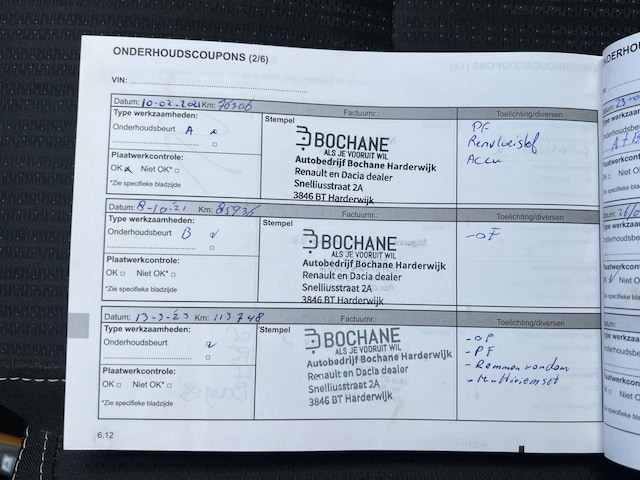 ONDERHOUDSCOUPONS (2/6)
VIN:
Datum: 10-02-2021 Km: 76306 Factuurnr.: Toelichting/diversen
Type werkzaamheden:
Onderhoudsbeurt A
Plaatwerkcontrole:
OK Niet OK*
*Zie specifieke bladzijde
Stempel
BOCHANE
ALS JE VOORUIT WIL
Autobedrijf Bochane Harderwijk
Renault en Dacia dealer
Snelliusstraat 2A
3846 BT Harderwijk
PF
Remvloeistof
Accu
Datum: 8-10-'21 Km: 85936 Factuurnr.: Toelichting/diversen
Type werkzaamheden:
Onderhoudsbeurt B
Plaatwerkcontrole:
OK Niet OK*
*Zie specifieke bladzijde
Stempel
BOCHANE
ALS JE VOORUIT WIL
Autobedrijf Bochane Harderwijk
Renault en Dacia dealer
Snelliusstraat 2A
3846 BT Harderwijk
-OF
Datum: 13-3-23 Km: 113748 Factuurnr.: Toelichting/diversen
Type werkzaamheden:
Onderhoudsbeurt
Plaatwerkcontrole:
OK Niet OK*
*Zie specifieke bladzijde
Stempel
BOCHANE
ALS JE VOORUIT WIL
Autobedrijf Bochane Harderwijk
Renault en Dacia dealer
Snelliusstraat 2A
3846 BT Harderwijk
-OF
-PF
-Remmen rondom
-Multiriemset
6.12